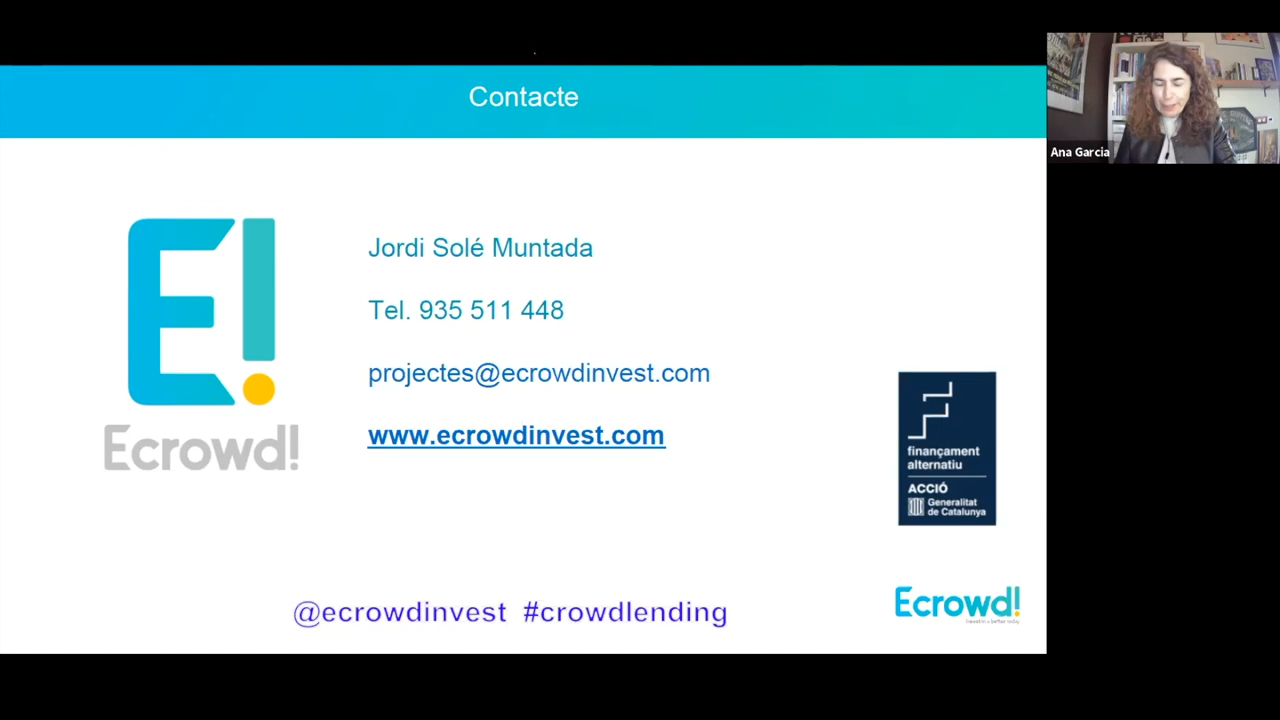 Contacte
Ana Garcia
E!
Ecrowd!
Jordi Solé Muntada
Tel. 935 511 448
projectes@ecrowdinvest.com
www.ecrowdinvest.com
finançament
alternatiu
ACCIÓ
Generalitat
de Catalunya
@ecrowdinvest #crowdlending
Ecrowd!